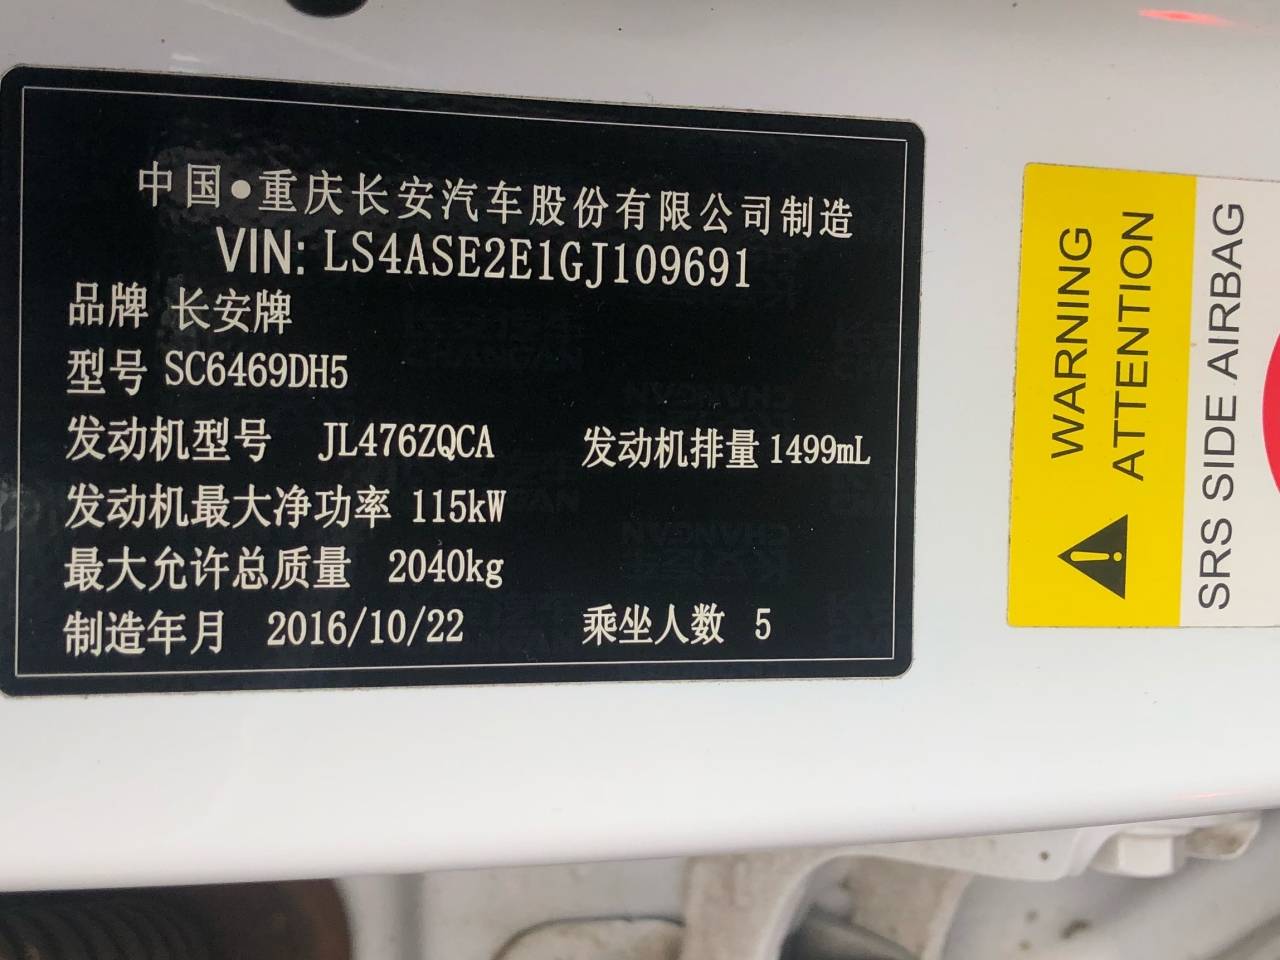 中国•重庆长安汽车股份有限公司制造
VIN: LS4ASE2E1GJ109691
品牌 长安牌
型号 SC6469DH5
发动机型号 JL476ZQCA 发动机排量 1499mL
发动机最大净功率 115kW
最大允许总质量 2040kg
制造年月 2016/10/22 乘坐人数 5
WARNING
ATTENTION
SRS SIDE AIRBAG